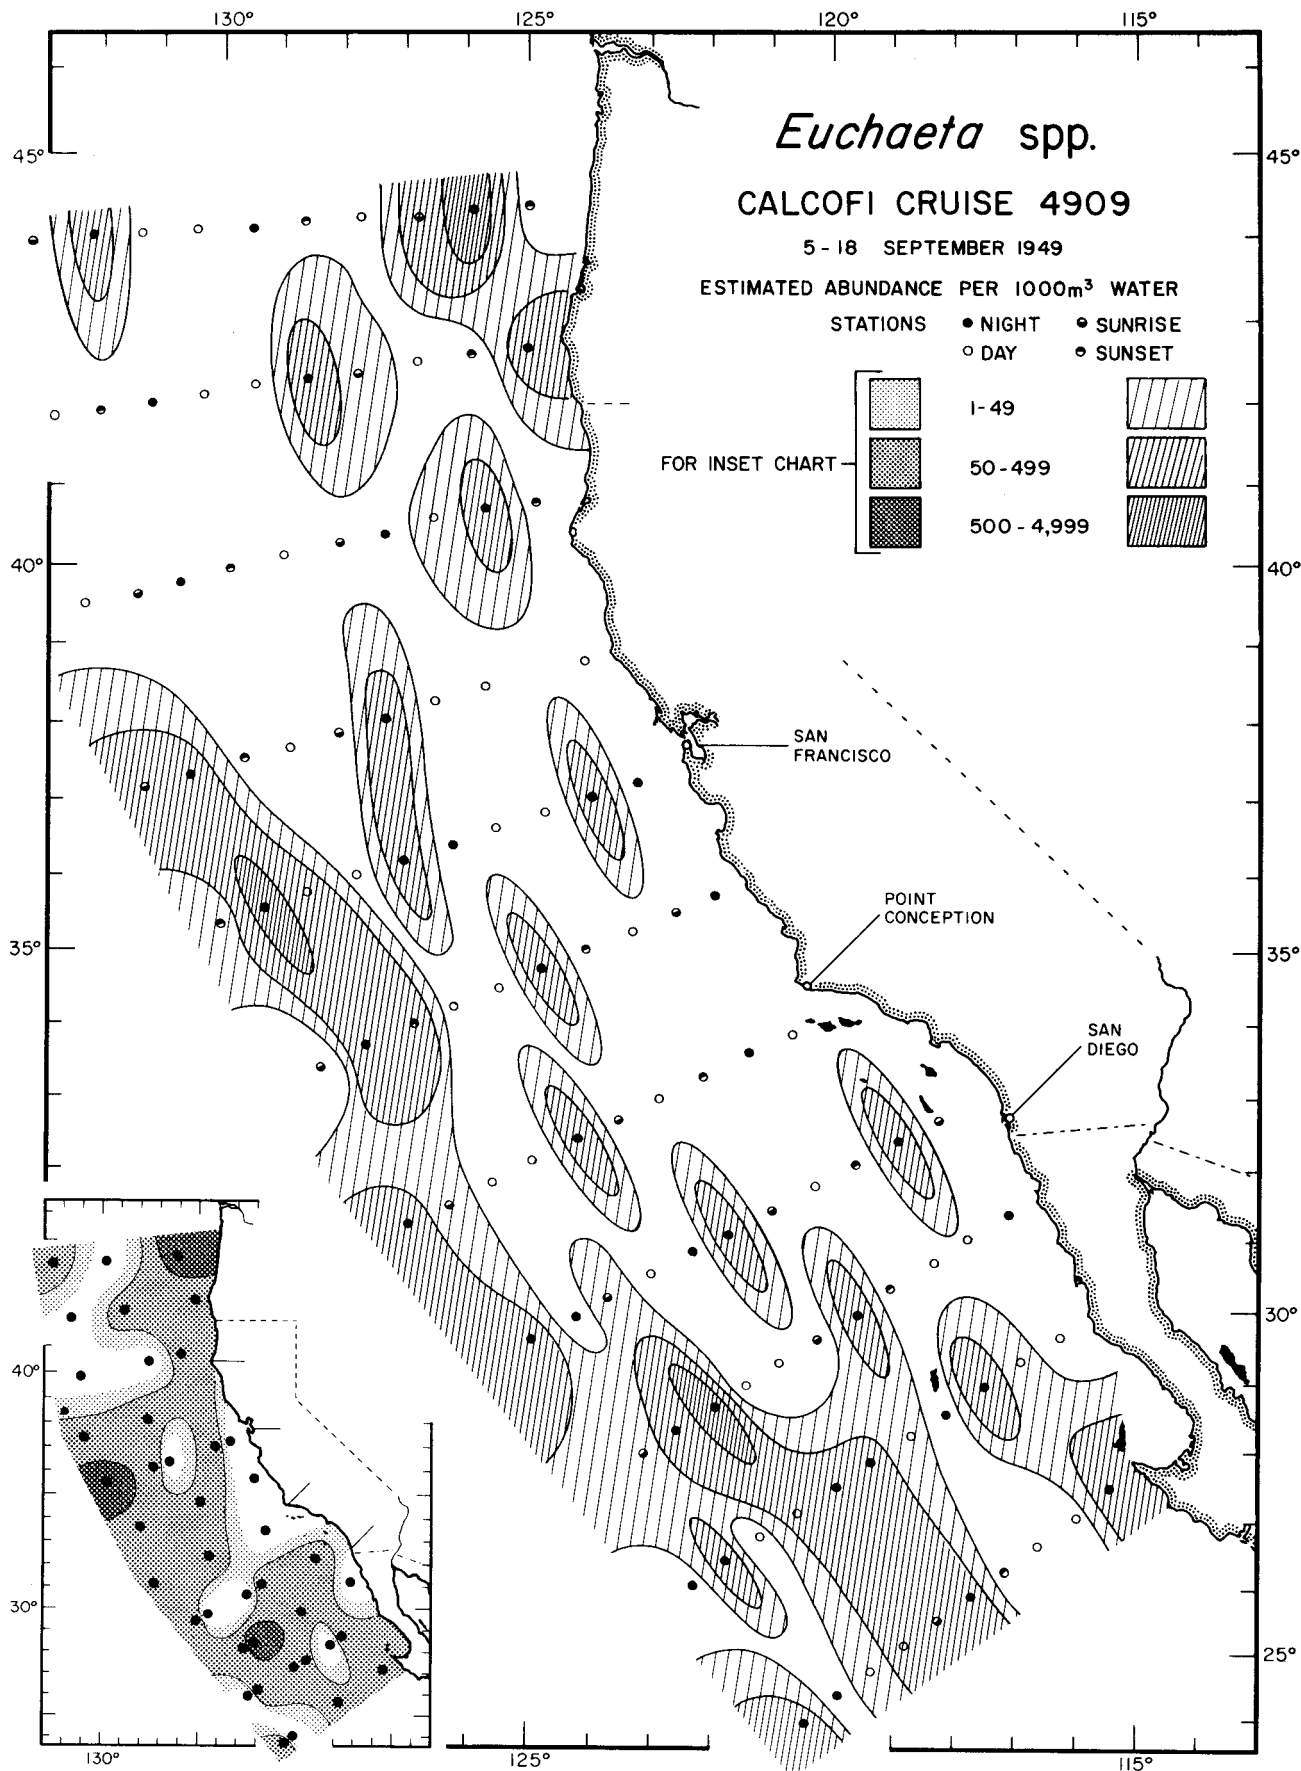 130° 125° 120° 115°
45° 45°
Euchaeta spp.
CALCOFI CRUISE 4909
5-18 SEPTEMBER 1949
ESTIMATED ABUNDANCE PER 1000m³ WATER
STATIONS NIGHT SUNRISE
DAY SUNSET
1-49
FOR INSET CHART 50-499
500-4,999
40° 40°
SAN
FRANCISCO
POINT
CONCEPTION
35° 35°
SAN
DIEGO
30°
40°
30°
25°
130° 125° 115°